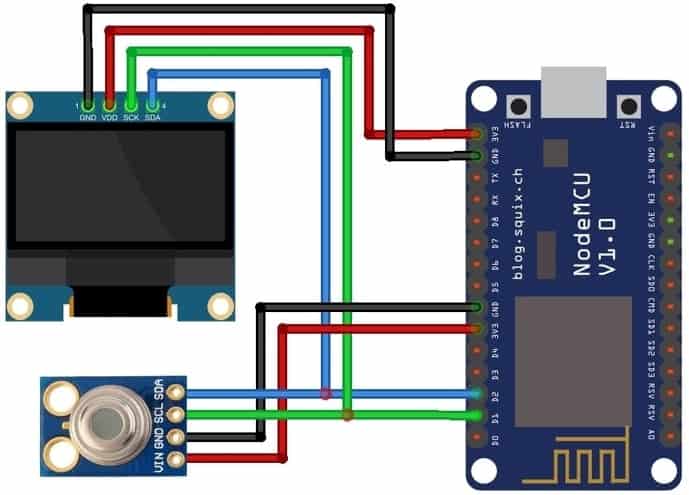 1 4
GND VDD SCK SDA
FLASH
RST
3V3
GND
TX
RX
D8
D7
D6
D5
GND
3V3
D4
D3
D2
D1
D0
blog.squix.ch
NodeMCU
V1.0
Vin
GND
RST
EN
3V3
GND
CLK
SD0
CMD
SD1
SD2
SD3
RSV
RSV
A0
SDA
SCL
GND
VIN